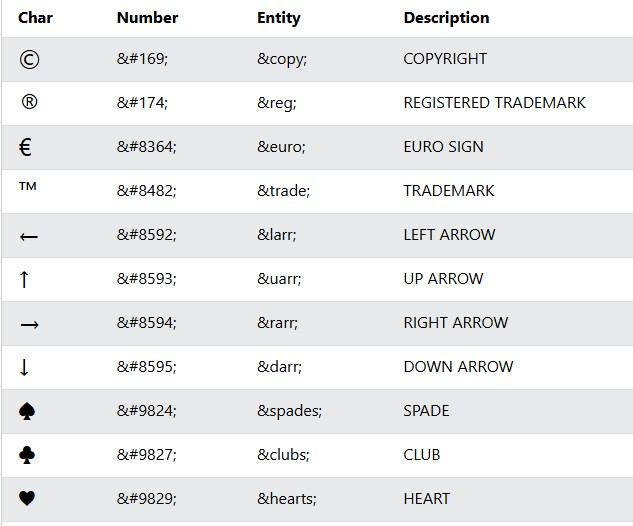 Char Number Entity Description
© &#169; &copy; COPYRIGHT
® &#174; &reg; REGISTERED TRADEMARK
€ &#8364; &euro; EURO SIGN
™ &#8482; &trade; TRADEMARK
← &#8592; &larr; LEFT ARROW
↑ &#8593; &uarr; UP ARROW
→ &#8594; &rarr; RIGHT ARROW
↓ &#8595; &darr; DOWN ARROW
♠ &#9824; &spades; SPADE
♣ &#9827; &clubs; CLUB
♥ &#9829; &hearts; HEART